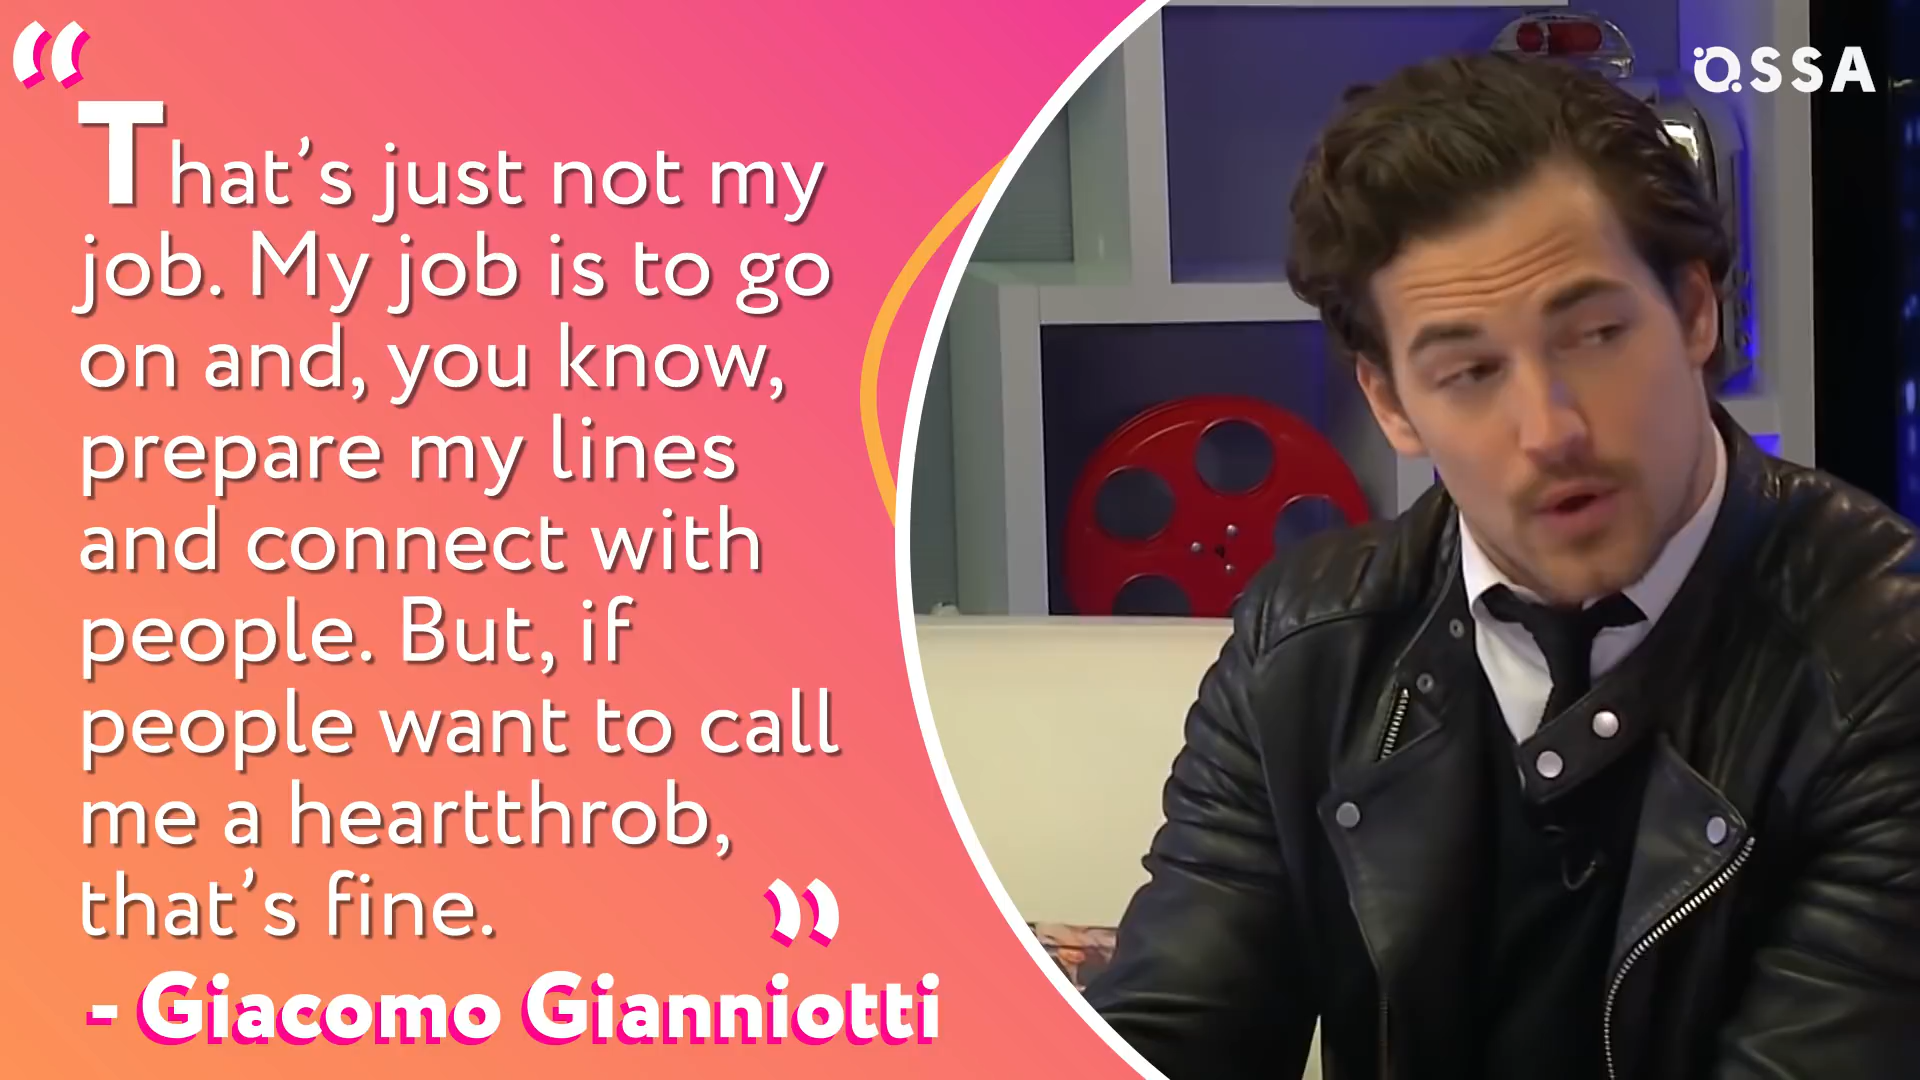 “
That’s just not my
job. My job is to go
on and, you know,
prepare my lines
and connect with
people. But, if
people want to call
me a heartthrob,
that’s fine.
”
- Giacomo Gianniotti
OSSA